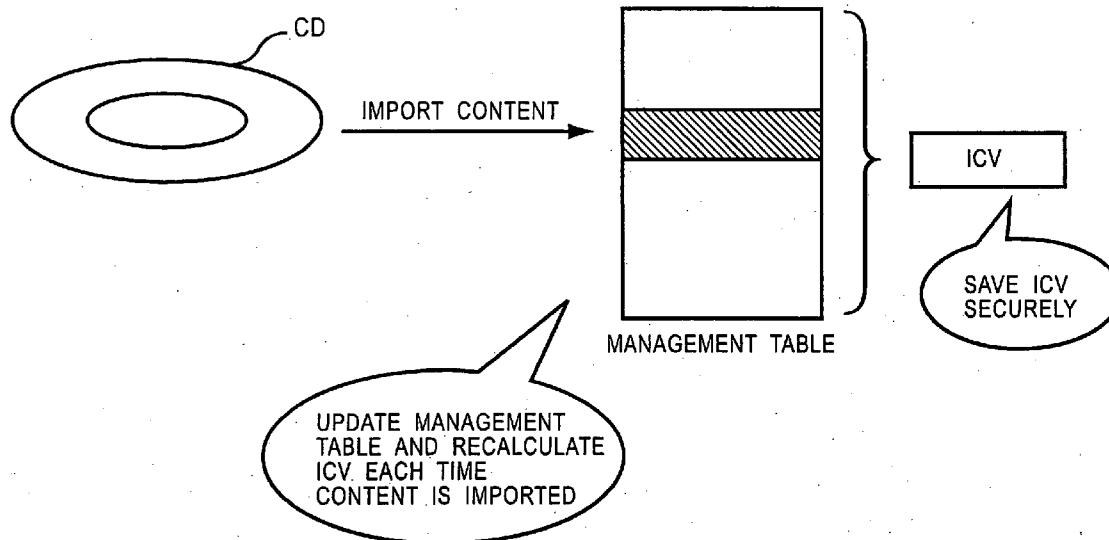 CD
IMPORT CONTENT
ICV
SAVE ICV
SECURELY
MANAGEMENT TABLE
UPDATE MANAGEMENT
TABLE AND RECALCULATE
ICV EACH TIME
CONTENT IS IMPORTED